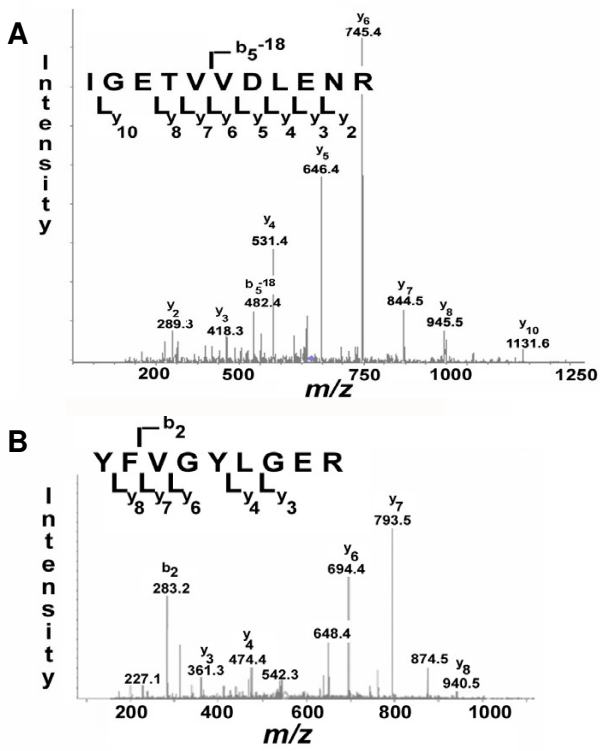 A
Intensity
b5-18
I G E T V V D L E N R
y10 y8 y7 y6 y5 y4 y3 y2
y6
745.4
y5
646.4
y4
531.4
b5-18
482.4
y2
289.3
y3
418.3
y7
844.5
y8
945.5
y10
1131.6
200 500 750 1000 1250
m/z
B
Intensity
b2
Y F V G Y L G E R
y8 y7 y6 y4 y3
y7
793.5
y6
694.4
b2
283.2
648.4
y4
474.4
y3
361.3
542.3
227.1
874.5
y8
940.5
200 400 600 800 1000
m/z